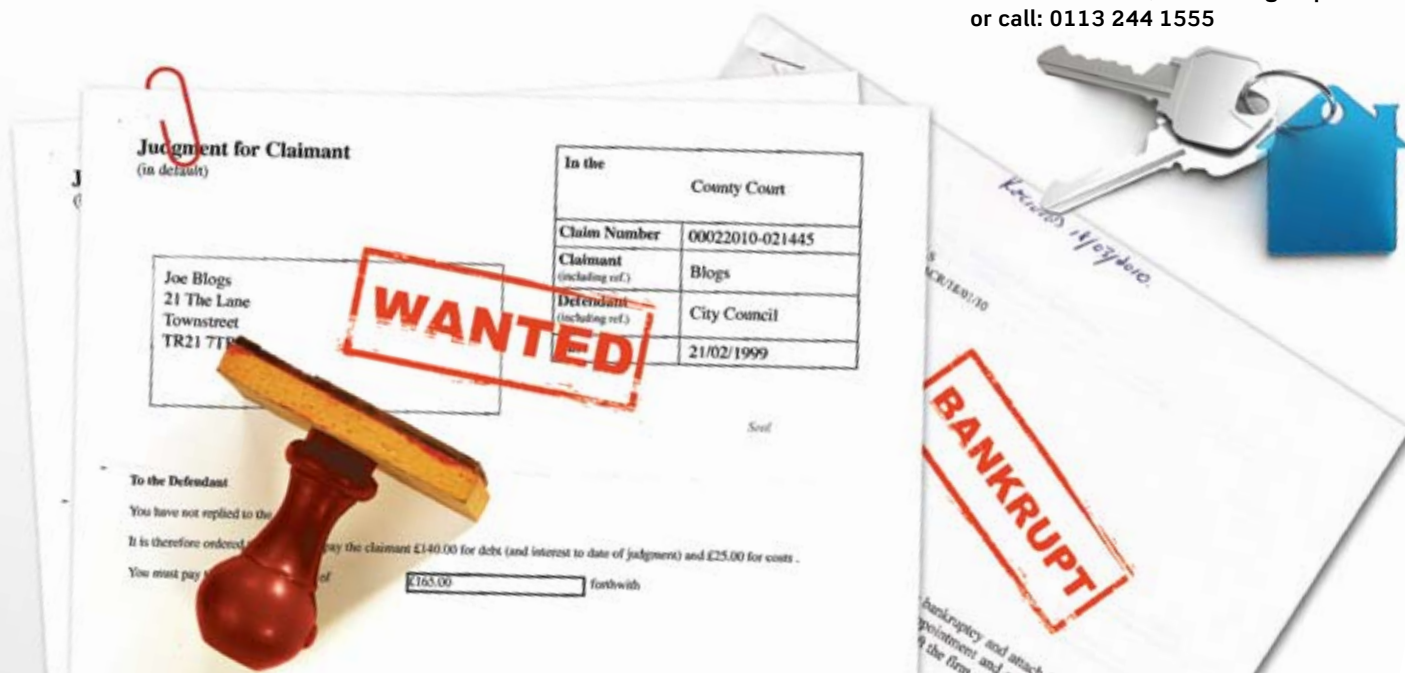 or call: 0113 244 1555
Judgment for Claimant
(in default)
In the
County Court
Claim Number 00022010-021445
Claimant
(including ref.) Blogs
Defendant
(including ref.) City Council
21/02/1999
Joe Blogs
21 The Lane
Townstreet
TR21 7TR
WANTED
Seal
To the Defendant
You have not replied to the
It is therefore ordered pay the claimant £140.00 for debt (and interest to date of judgment) and £25.00 for costs .
You must pay of £165.00 forthwith
BANKRUPT
bankruptcy and attach
appointment and
the firm